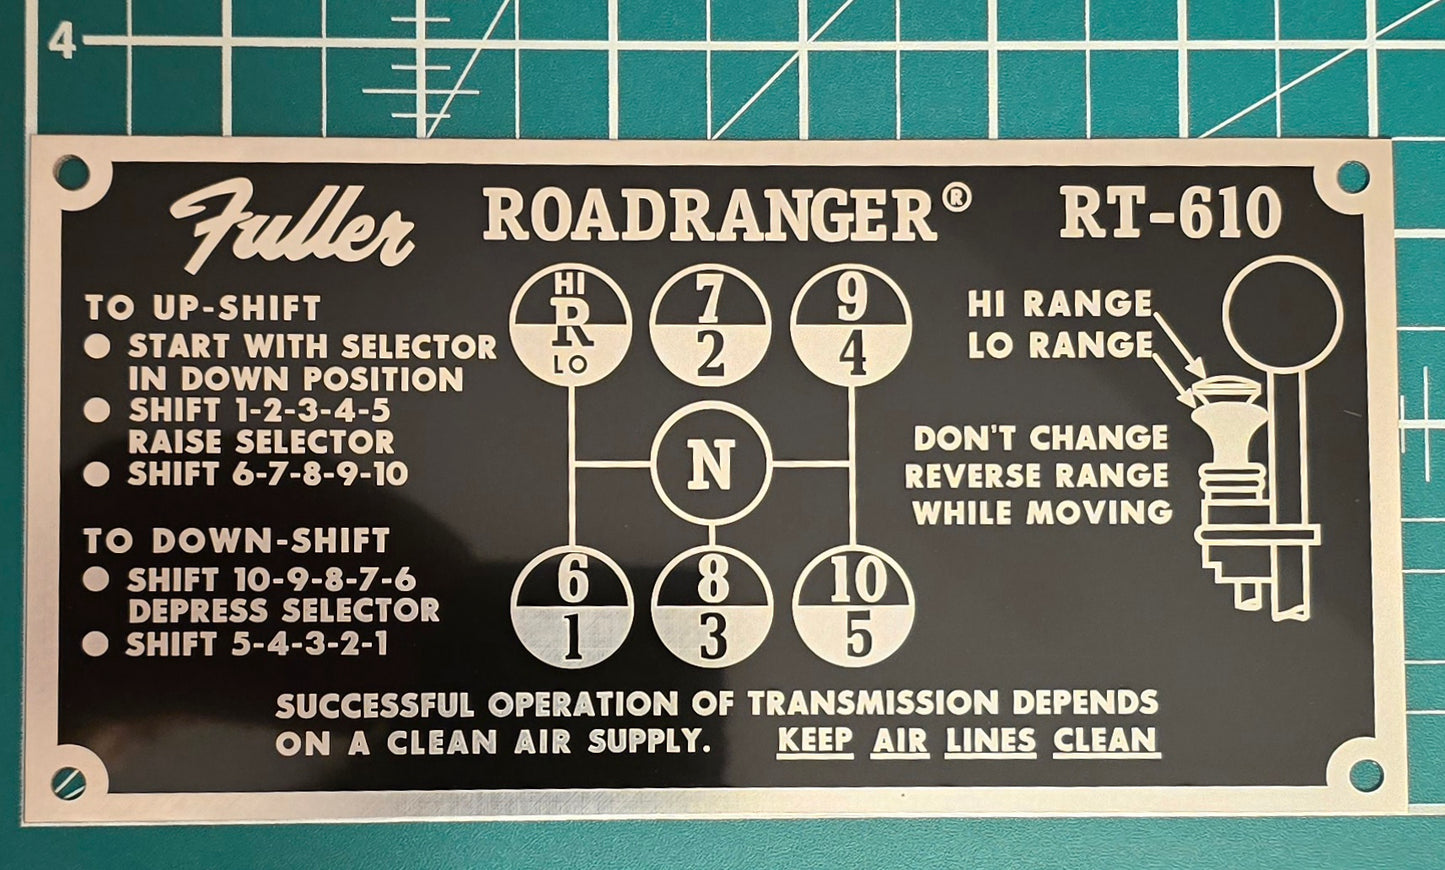 4
Fuller ROADRANGER® RT-610
TO UP-SHIFT
START WITH SELECTOR
IN DOWN POSITION
SHIFT 1-2-3-4-5
RAISE SELECTOR
SHIFT 6-7-8-9-10
TO DOWN-SHIFT
SHIFT 10-9-8-7-6
DEPRESS SELECTOR
SHIFT 5-4-3-2-1
HI
R
LO
7
2
9
4
N
6
1
8
3
10
5
HI RANGE
LO RANGE
DON'T CHANGE
REVERSE RANGE
WHILE MOVING
SUCCESSFUL OPERATION OF TRANSMISSION DEPENDS
ON A CLEAN AIR SUPPLY. KEEP AIR LINES CLEAN